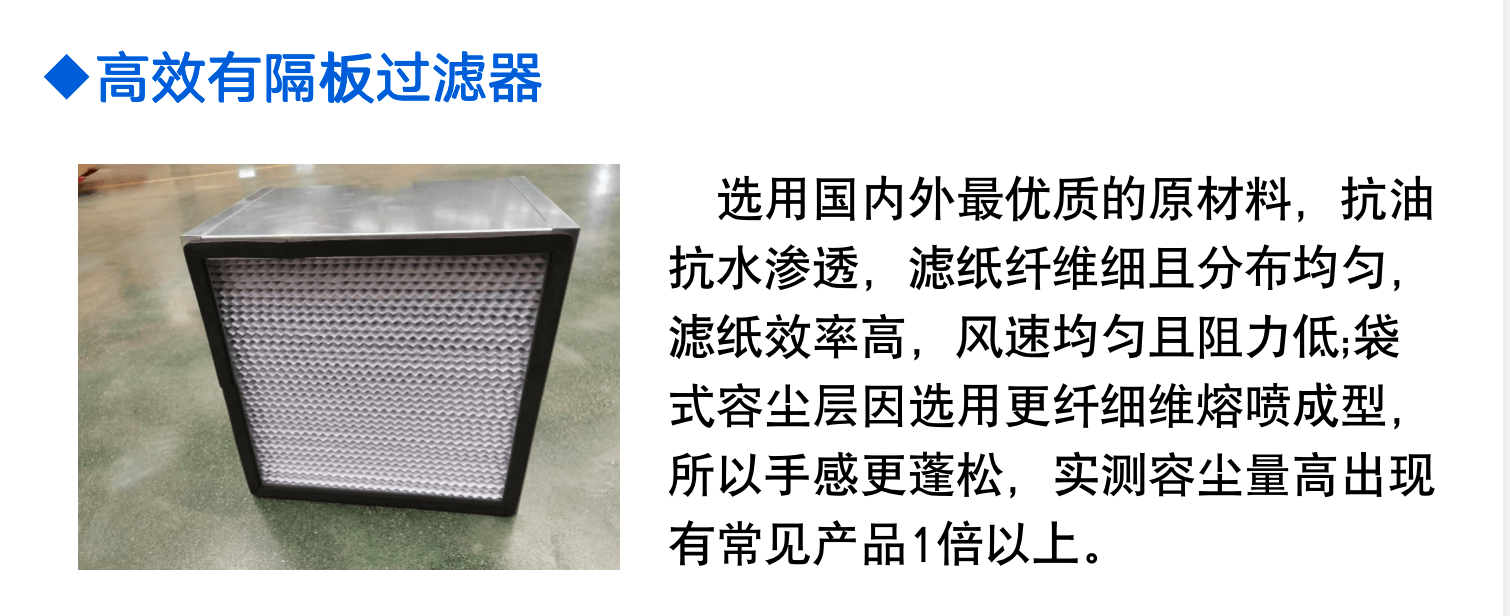 ◆高效有隔板过滤器
选用国内外最优质的原材料，抗油
抗水渗透，滤纸纤维细且分布均匀，
滤纸效率高，风速均匀且阻力低;袋
式容尘层因选用更纤细维熔喷成型，
所以手感更蓬松，实测容尘量高出现
有常见产品1倍以上。